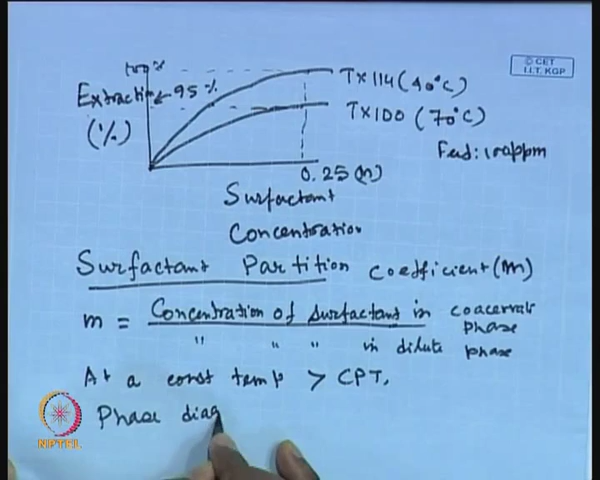 © CET
I.I.T. KGP
100%
Extraction
(%)
95%
TX114 (40°C)
TX100 (70°C)
Feed: 100ppm
0.25 (M)
Surfactant
Concentration
Surfactant Partition coefficient (m)
m = Concentration of surfactant in coacervate phase
" " " in dilute phase
At a const temp > CPT,
Phase diag
NPTEL